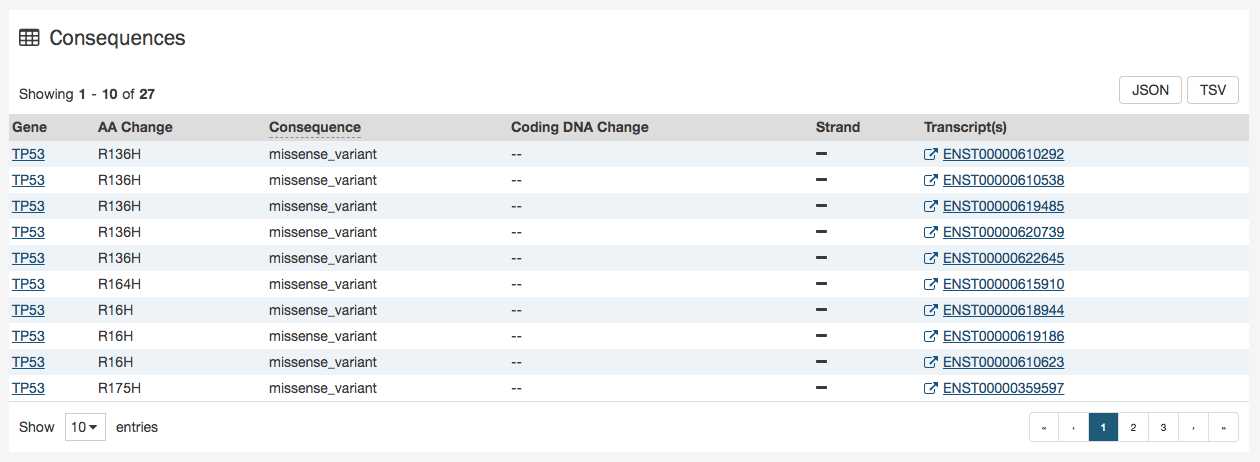 Consequences
Showing 1 - 10 of 27
JSON TSV
Gene AA Change Consequence Coding DNA Change Strand Transcript(s)
TP53 R136H missense_variant -- − ENST00000610292
TP53 R136H missense_variant -- − ENST00000610538
TP53 R136H missense_variant -- − ENST00000619485
TP53 R136H missense_variant -- − ENST00000620739
TP53 R136H missense_variant -- − ENST00000622645
TP53 R164H missense_variant -- − ENST00000615910
TP53 R16H missense_variant -- − ENST00000618944
TP53 R16H missense_variant -- − ENST00000619186
TP53 R16H missense_variant -- − ENST00000610623
TP53 R175H missense_variant -- − ENST00000359597
Show 10 entries « ‹ 1 2 3 › »